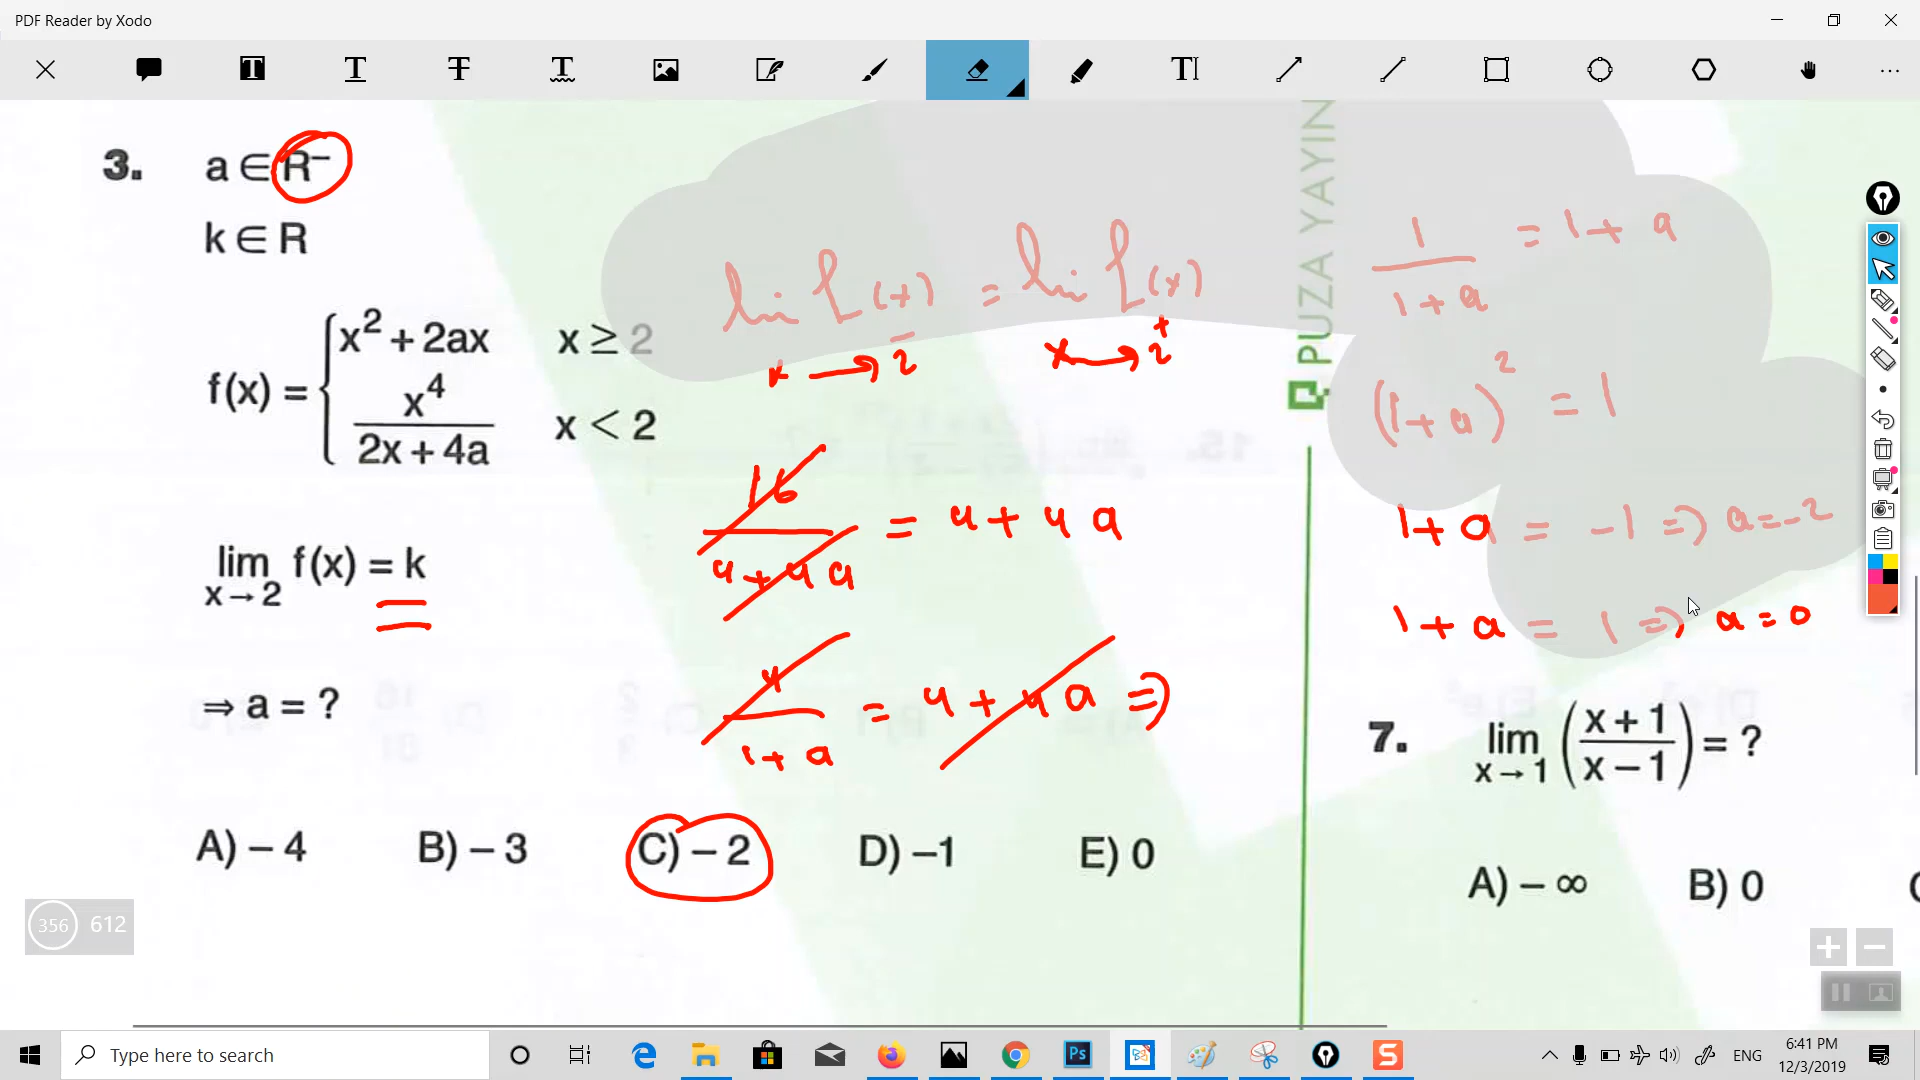 PDF Reader by Xodo
3. a ∈ R⁻
k ∈ R
f(x) = { x² + 2ax x ≥ 2
x⁴ / (2x + 4a) x < 2
lim x→2 f(x) = k
⇒ a = ?
A) – 4 B) – 3 C) – 2 D) –1 E) 0
lim f(x) = lim f(x)
x → 2⁻ x → 2⁺
16 / (4 + 4a) = 4 + 4a
4 / (1 + a) = 4 + 4a ⇒
PUZA YAYIN
1 / (1 + a) = 1 + a
(1 + a)² = 1
1 + a = -1 ⇒ a = -2
1 + a = 1 ⇒ a = 0
7. lim x→1 ((x + 1) / (x – 1)) = ?
A) – ∞ B) 0
356 612
Type here to search
ENG
6:41 PM
12/3/2019